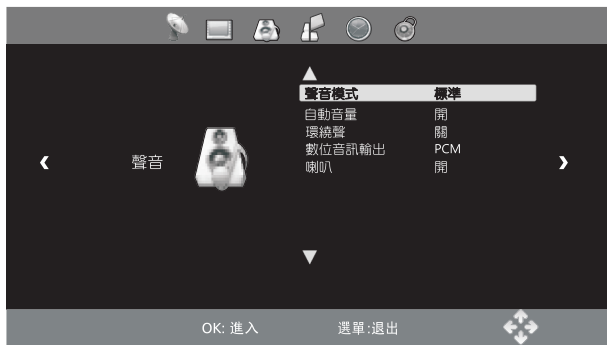 聲音模式 標準
自動音量 開
環繞聲 關
數位音訊輸出 PCM
聲音
喇叭 開
OK: 進入 選單:退出